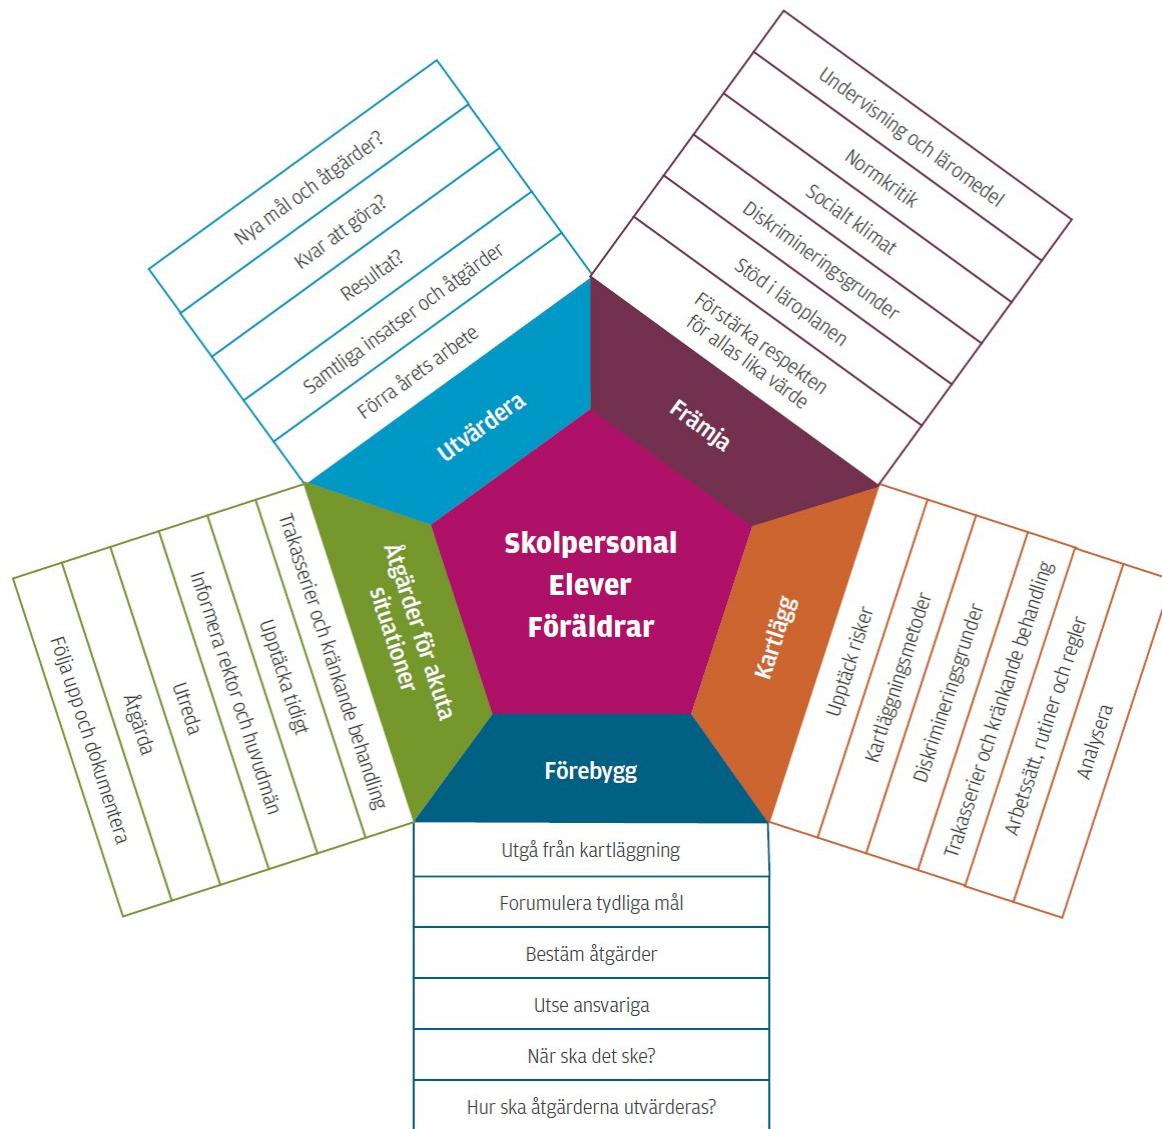 Skolpersonal
Elever
Föräldrar
Främja
Förstärka respekten
för allas lika värde
Stöd i läroplanen
Diskrimineringsgrunder
Socialt klimat
Normkritik
Undervisning och läromedel
Kartlägg
Upptäck risker
Kartläggningsmetoder
Diskrimineringsgrunder
Trakasserier och kränkande behandling
Arbetssätt, rutiner och regler
Analysera
Förebygg
Utgå från kartläggning
Forumulera tydliga mål
Bestäm åtgärder
Utse ansvariga
När ska det ske?
Hur ska åtgärderna utvärderas?
Åtgärder för akuta
situationer
Trakasserier och kränkande behandling
Upptäcka tidigt
Informera rektor och huvudmän
Utreda
Åtgärda
Följa upp och dokumentera
Utvärdera
Förra årets arbete
Samtliga insatser och åtgärder
Resultat?
Kvar att göra?
Nya mål och åtgärder?